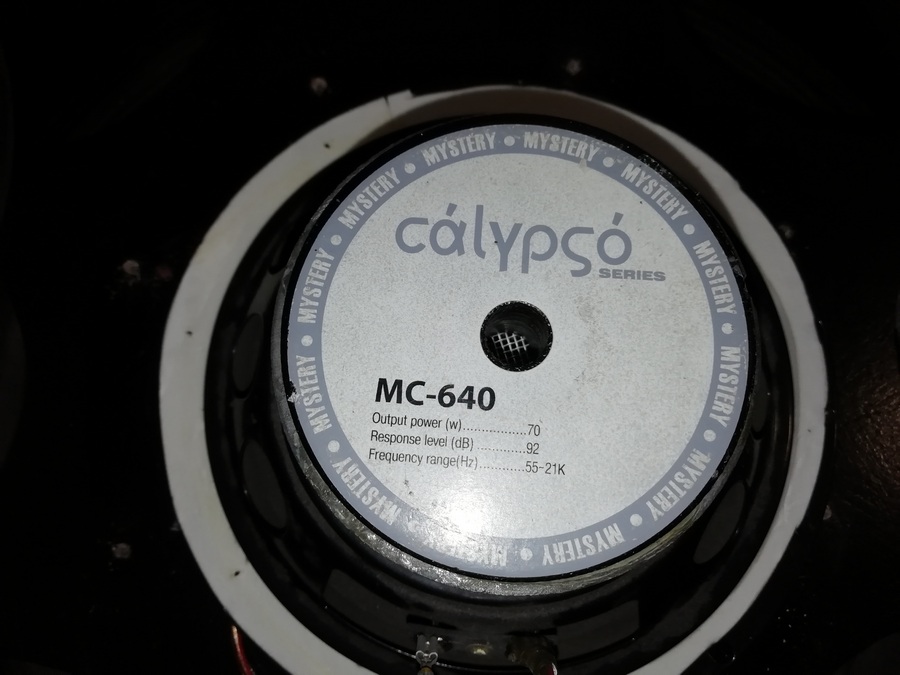 MYSTERY • MYSTERY • MYSTERY • MYSTERY • MYSTERY • MYSTERY • MYSTERY • MYSTERY • MYSTERY • MYSTERY • MYSTERY
cálypsó
SERIES
MC-640
Output power (w)..................70
Response level (dB)...............92
Frequency range(Hz)............55-21K